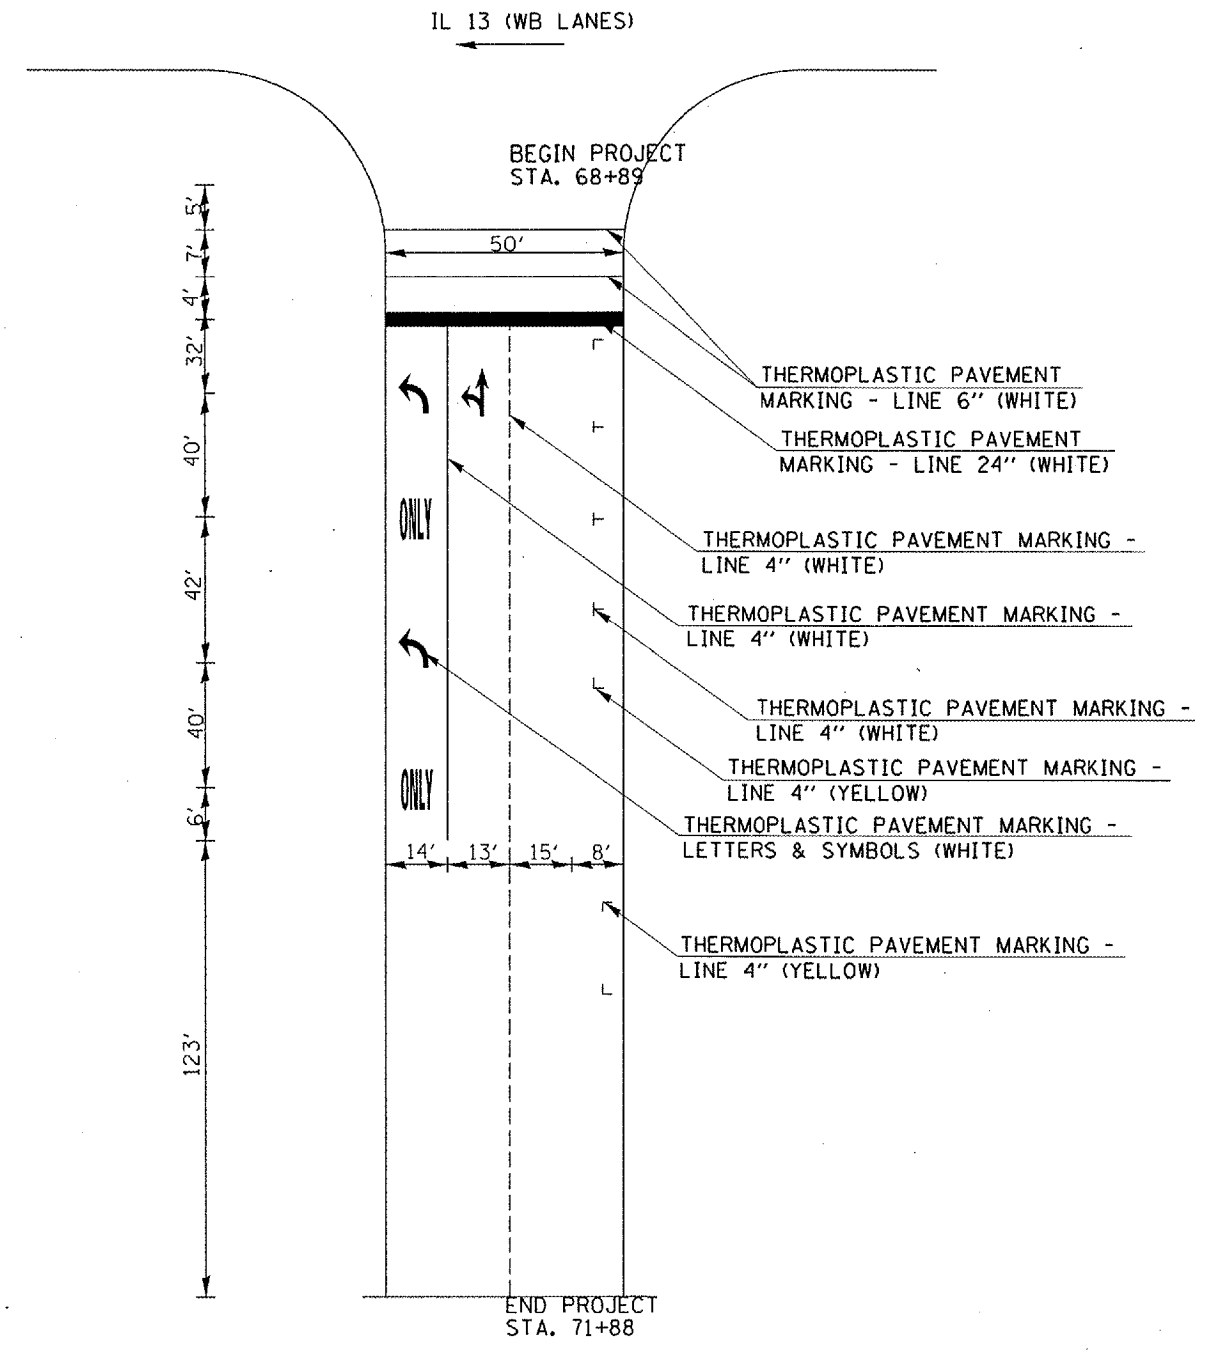 IL 13 (WB LANES)
BEGIN PROJECT
STA. 68+89
5'
7'
4'
32'
40'
42'
40'
6'
123'
50'
ONLY
ONLY
14' 13' 15' 8'
THERMOPLASTIC PAVEMENT
MARKING - LINE 6" (WHITE)
THERMOPLASTIC PAVEMENT
MARKING - LINE 24" (WHITE)
THERMOPLASTIC PAVEMENT MARKING -
LINE 4" (WHITE)
THERMOPLASTIC PAVEMENT MARKING -
LINE 4" (WHITE)
THERMOPLASTIC PAVEMENT MARKING -
LINE 4" (WHITE)
THERMOPLASTIC PAVEMENT MARKING -
LINE 4" (YELLOW)
THERMOPLASTIC PAVEMENT MARKING -
LETTERS & SYMBOLS (WHITE)
THERMOPLASTIC PAVEMENT MARKING -
LINE 4" (YELLOW)
END PROJECT
STA. 71+88